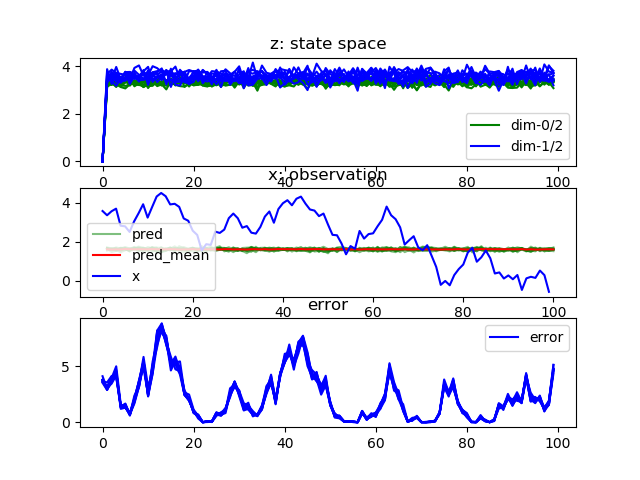 z: state space
4
2
0
dim-0/2
dim-1/2
0 20 40 60 80 100
x: observation
4
2
0
pred
pred_mean
x
0 20 40 60 80 100
error
5
0
error
0 20 40 60 80 100